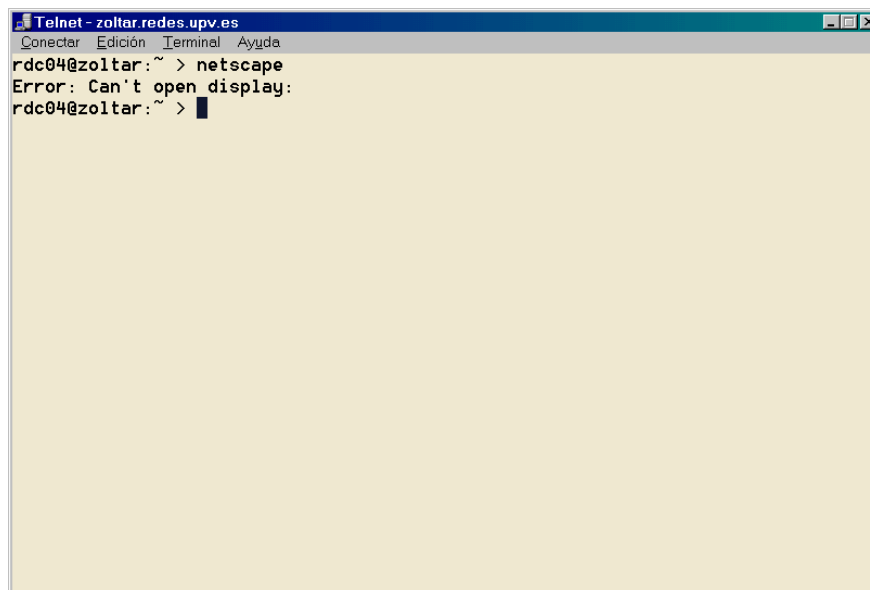 Telnet - zoltar.redes.upv.es
Conectar Edición Terminal Ayuda
rdc04@zoltar:~ > netscape
Error: Can't open display:
rdc04@zoltar:~ >